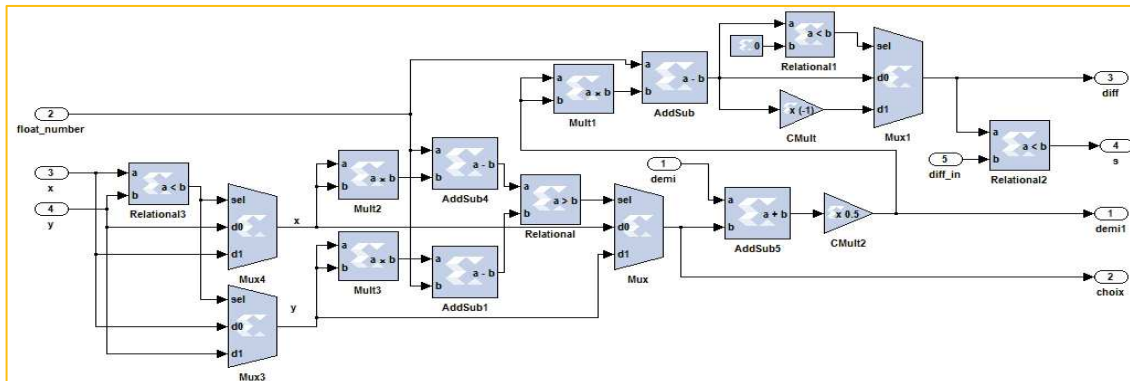 a
b
a < b
Relational1
0
sel
d0
d1
Mux1
3
diff
a
b
a × b
Mult1
a
b
a - b
AddSub
x (-1)
CMult
2
float_number
a
b
a < b
Relational2
4
s
5
diff_in
3
x
4
y
a
b
a < b
Relational3
sel
d0
d1
Mux4
x
a
b
a × b
Mult2
a
b
a - b
AddSub4
a
b
a > b
Relational
1
demi
sel
d0
d1
Mux
a
b
a + b
AddSub5
x 0.5
CMult2
1
demi1
a
b
a × b
Mult3
a
b
a - b
AddSub1
2
choix
sel
d0
d1
Mux3
y